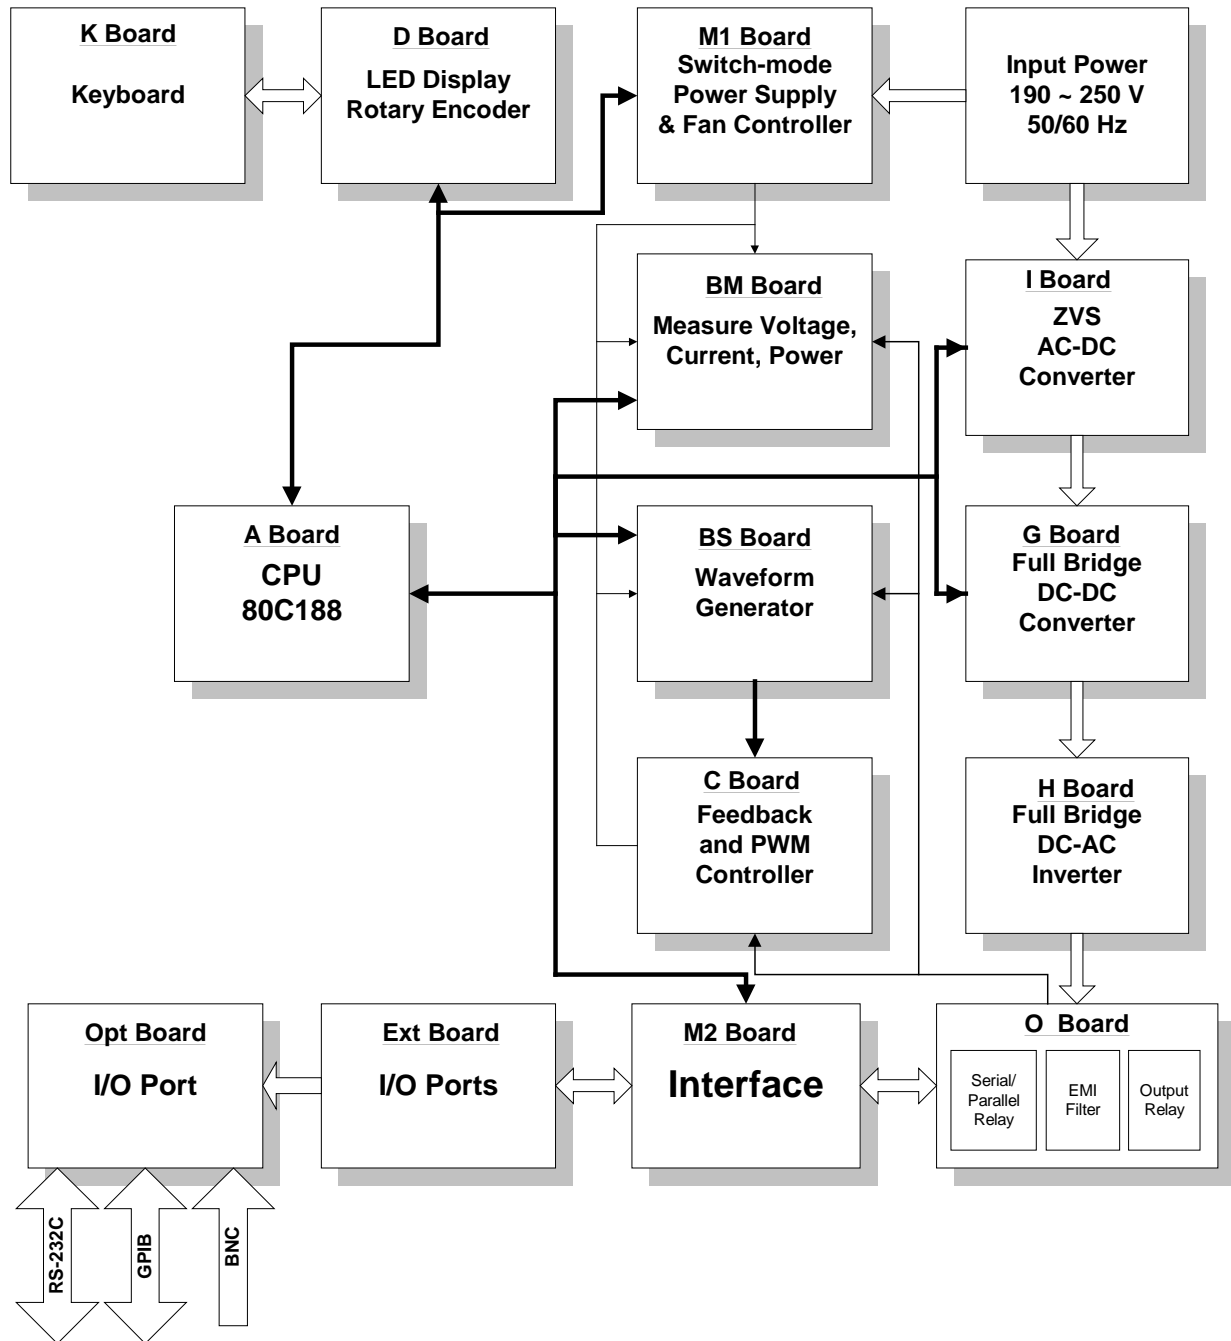 K Board
Keyboard
D Board
LED Display
Rotary Encoder
M1 Board
Switch-mode
Power Supply
& Fan Controller
Input Power
190 ~ 250 V
50/60 Hz
BM Board
Measure Voltage,
Current, Power
I Board
ZVS
AC-DC
Converter
A Board
CPU
80C188
BS Board
Waveform
Generator
G Board
Full Bridge
DC-DC
Converter
C Board
Feedback
and PWM
Controller
H Board
Full Bridge
DC-AC
Inverter
Opt Board
I/O Port
Ext Board
I/O Ports
M2 Board
Interface
O Board
Serial/
Parallel
Relay
EMI
Filter
Output
Relay
RS-232C
GPIB
BNC